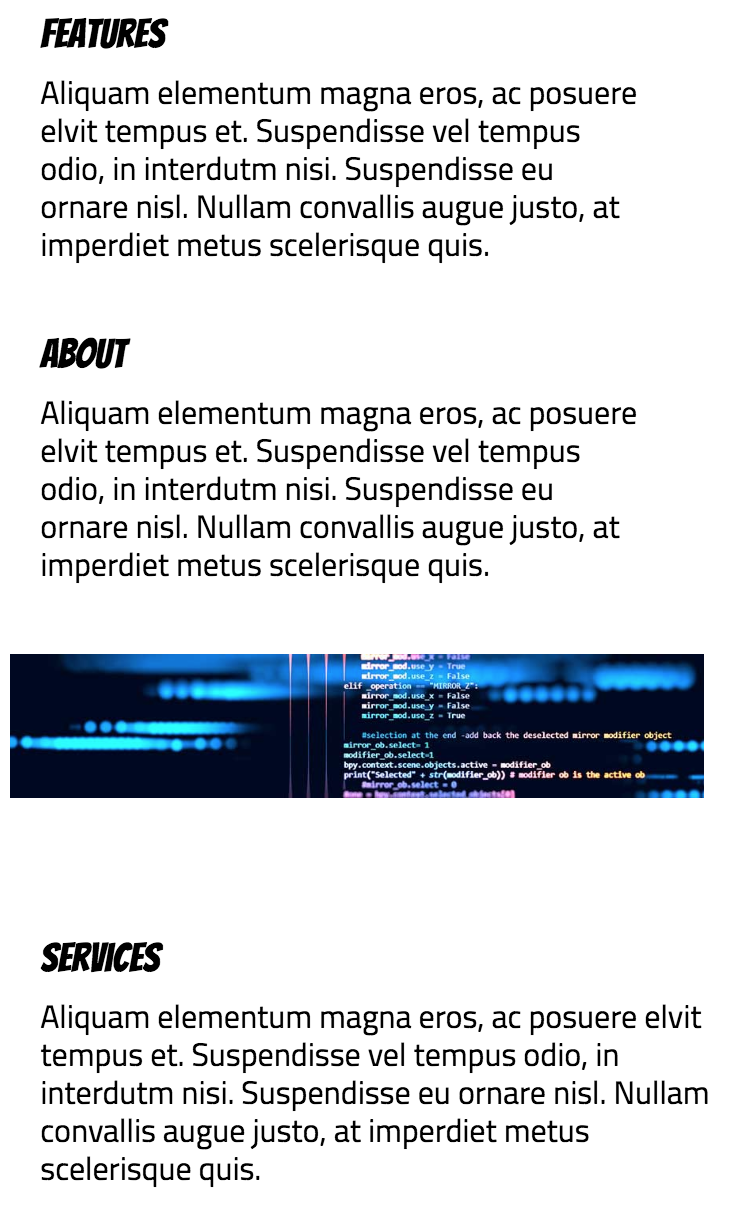 FEATURES
Aliquam elementum magna eros, ac posuere
elvit tempus et. Suspendisse vel tempus
odio, in interdutm nisi. Suspendisse eu
ornare nisl. Nullam convallis augue justo, at
imperdiet metus scelerisque quis.
ABOUT
Aliquam elementum magna eros, ac posuere
elvit tempus et. Suspendisse vel tempus
odio, in interdutm nisi. Suspendisse eu
ornare nisl. Nullam convallis augue justo, at
imperdiet metus scelerisque quis.
mirror_mod.use_x = False
mirror_mod.use_y = True
mirror_mod.use_z = False
elif _operation == "MIRROR_Z":
mirror_mod.use_x = False
mirror_mod.use_y = False
mirror_mod.use_z = True
#selection at the end -add back the deselected mirror modifier object
mirror_ob.select= 1
modifier_ob.select=1
bpy.context.scene.objects.active = modifier_ob
print("Selected" + str(modifier_ob)) # modifier ob is the active ob
#mirror_ob.select = 0
= bpy.context.selected_objects[0]
SERVICES
Aliquam elementum magna eros, ac posuere elvit
tempus et. Suspendisse vel tempus odio, in
interdutm nisi. Suspendisse eu ornare nisl. Nullam
convallis augue justo, at imperdiet metus
scelerisque quis.